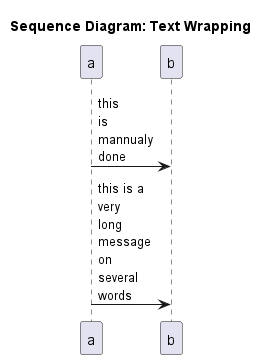 Sequence Diagram: Text Wrapping
a b
this
is
mannualy
done
this is a
very
long
message
on
several
words
a b